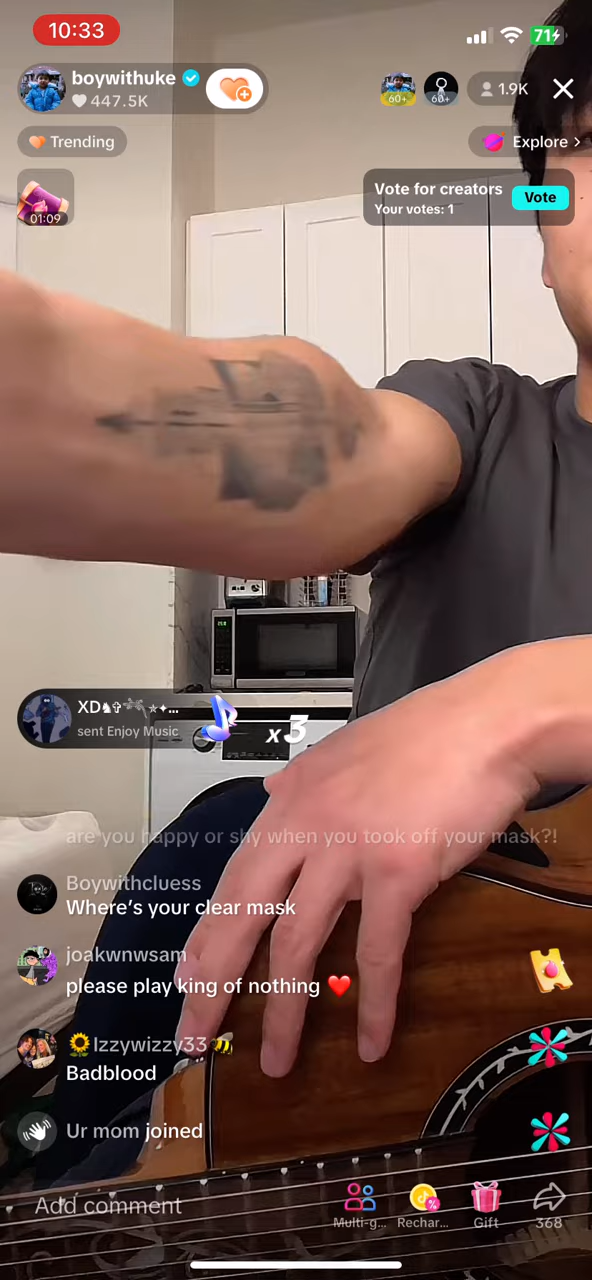 10:33
71
boywithuke
447.5K
60+
60+
1.9K
Trending
Explore >
01:09
Vote for creators
Your votes: 1
Vote
XD♞✞
sent Enjoy Music
x3
are you happy or shy when you took off your mask?!
Boywithcluess
Where's your clear mask
joakwnwsam
please play king of nothing ❤️
🌻Izzywizzy33🐝
Badblood
Ur mom joined
Add comment
Multi-g...
Rechar...
Gift
368